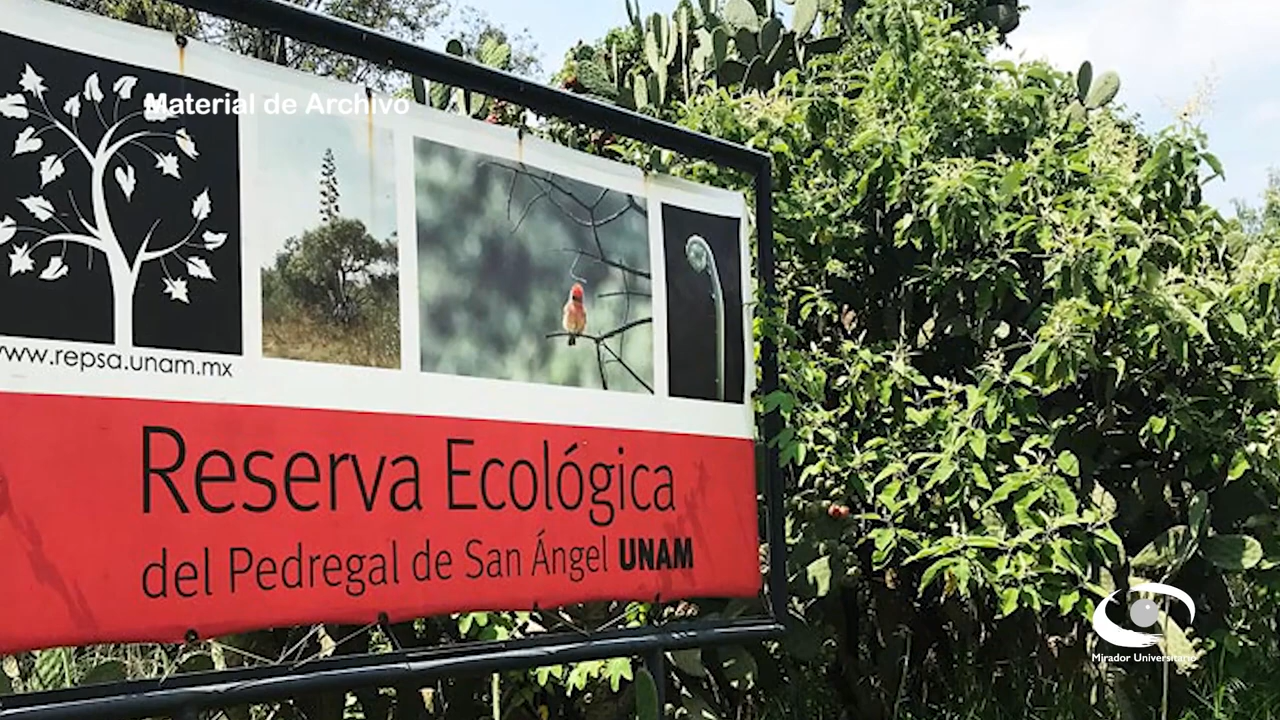 Material de Archivo
www.repsa.unam.mx
Reserva Ecológica
del Pedregal de San Ángel UNAM
Mirador Universitario